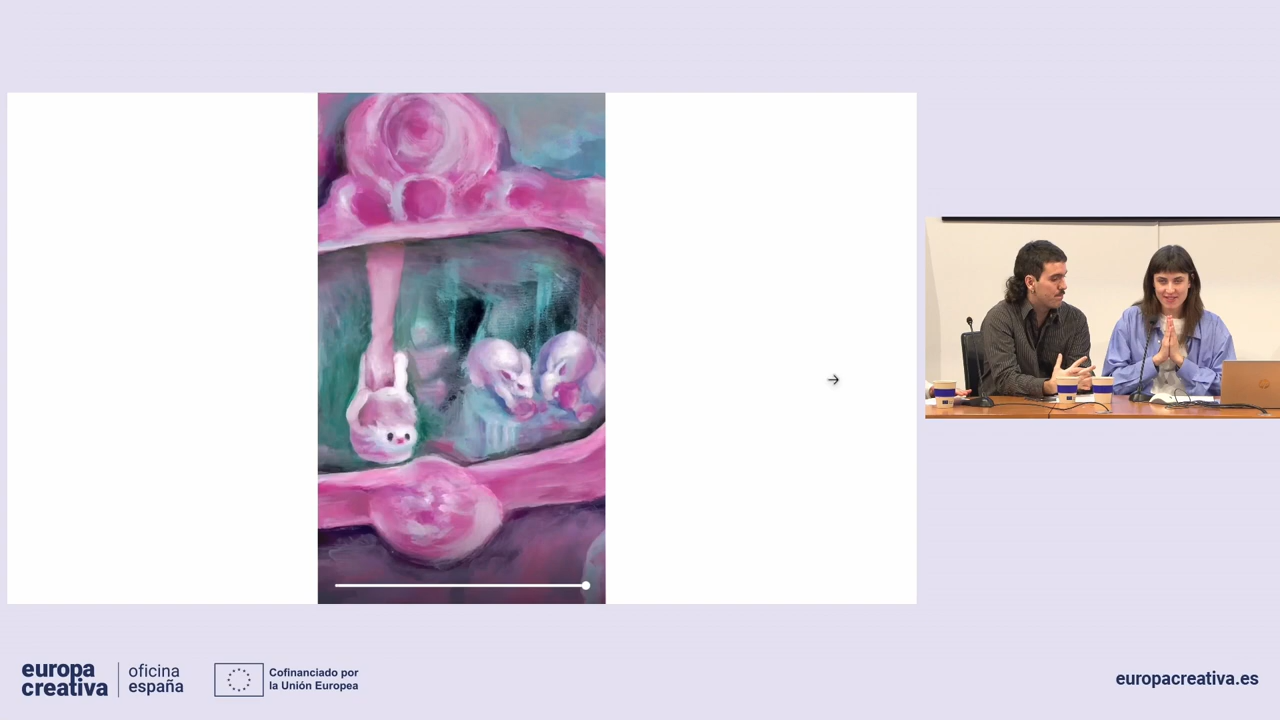 europa
creativa
oficina
españa
Cofinanciado por
la Unión Europea
europacreativa.es